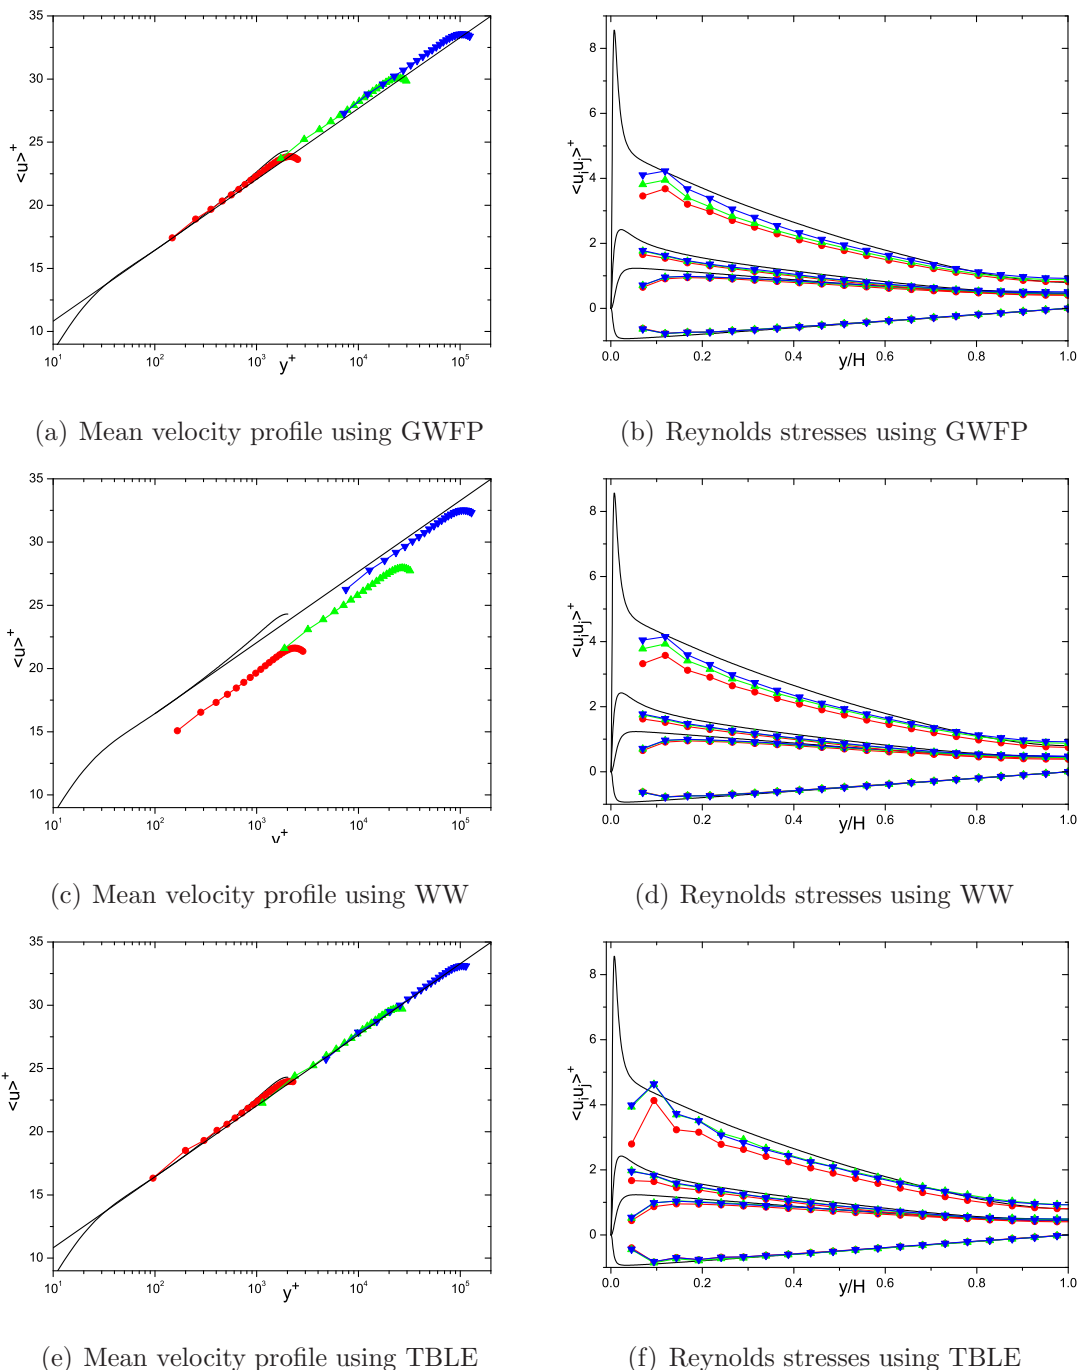 35
30
25
20
15
10
<u>⁺
10¹ 10² 10³ 10⁴ 10⁵
y⁺
8
6
4
2
0
<uᵢuⱼ>⁺
0.0 0.2 0.4 0.6 0.8 1.0
y/H
(a) Mean velocity profile using GWFP
(b) Reynolds stresses using GWFP
35
30
25
20
15
10
<u>⁺
10¹ 10² 10³ 10⁴ 10⁵
y⁺
8
6
4
2
0
<uᵢuⱼ>⁺
0.0 0.2 0.4 0.6 0.8 1.0
y/H
(c) Mean velocity profile using WW
(d) Reynolds stresses using WW
35
30
25
20
15
10
<u>⁺
10¹ 10² 10³ 10⁴ 10⁵
y⁺
8
6
4
2
0
<uᵢuⱼ>⁺
0.0 0.2 0.4 0.6 0.8 1.0
y/H
(e) Mean velocity profile using TBLE
(f) Reynolds stresses using TBLE